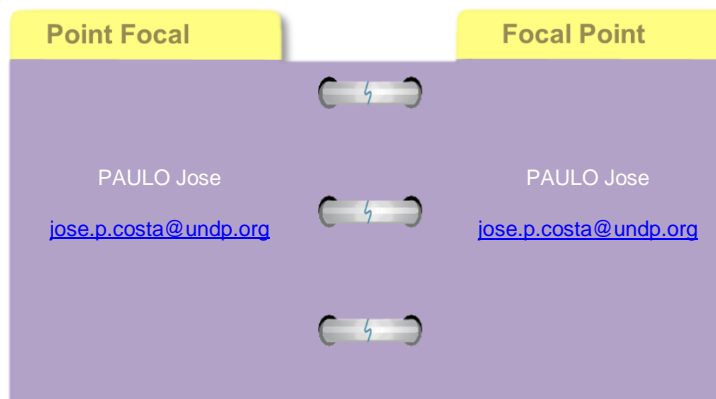 Point Focal
PAULO Jose
jose.p.costa@undp.org
Focal Point
PAULO Jose
jose.p.costa@undp.org